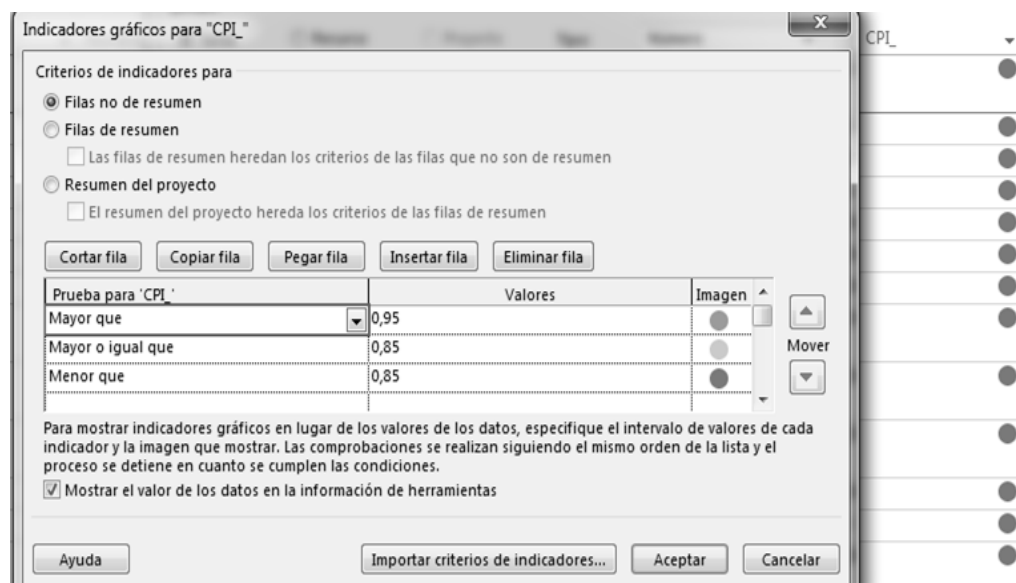 Indicadores gráficos para "CPI_"
CPI_
Criterios de indicadores para
Filas no de resumen
Filas de resumen
Las filas de resumen heredan los criterios de las filas que no son de resumen
Resumen del proyecto
El resumen del proyecto hereda los criterios de las filas de resumen
Cortar fila Copiar fila Pegar fila Insertar fila Eliminar fila
Prueba para 'CPI_' Valores Imagen
Mayor que 0,95
Mayor o igual que 0,85
Mover
Menor que 0,85
Para mostrar indicadores gráficos en lugar de los valores de los datos, especifique el intervalo de valores de cada
indicador y la imagen que mostrar. Las comprobaciones se realizan siguiendo el mismo orden de la lista y el
proceso se detiene en cuanto se cumplen las condiciones.
Mostrar el valor de los datos en la información de herramientas
Ayuda Importar criterios de indicadores... Aceptar Cancelar